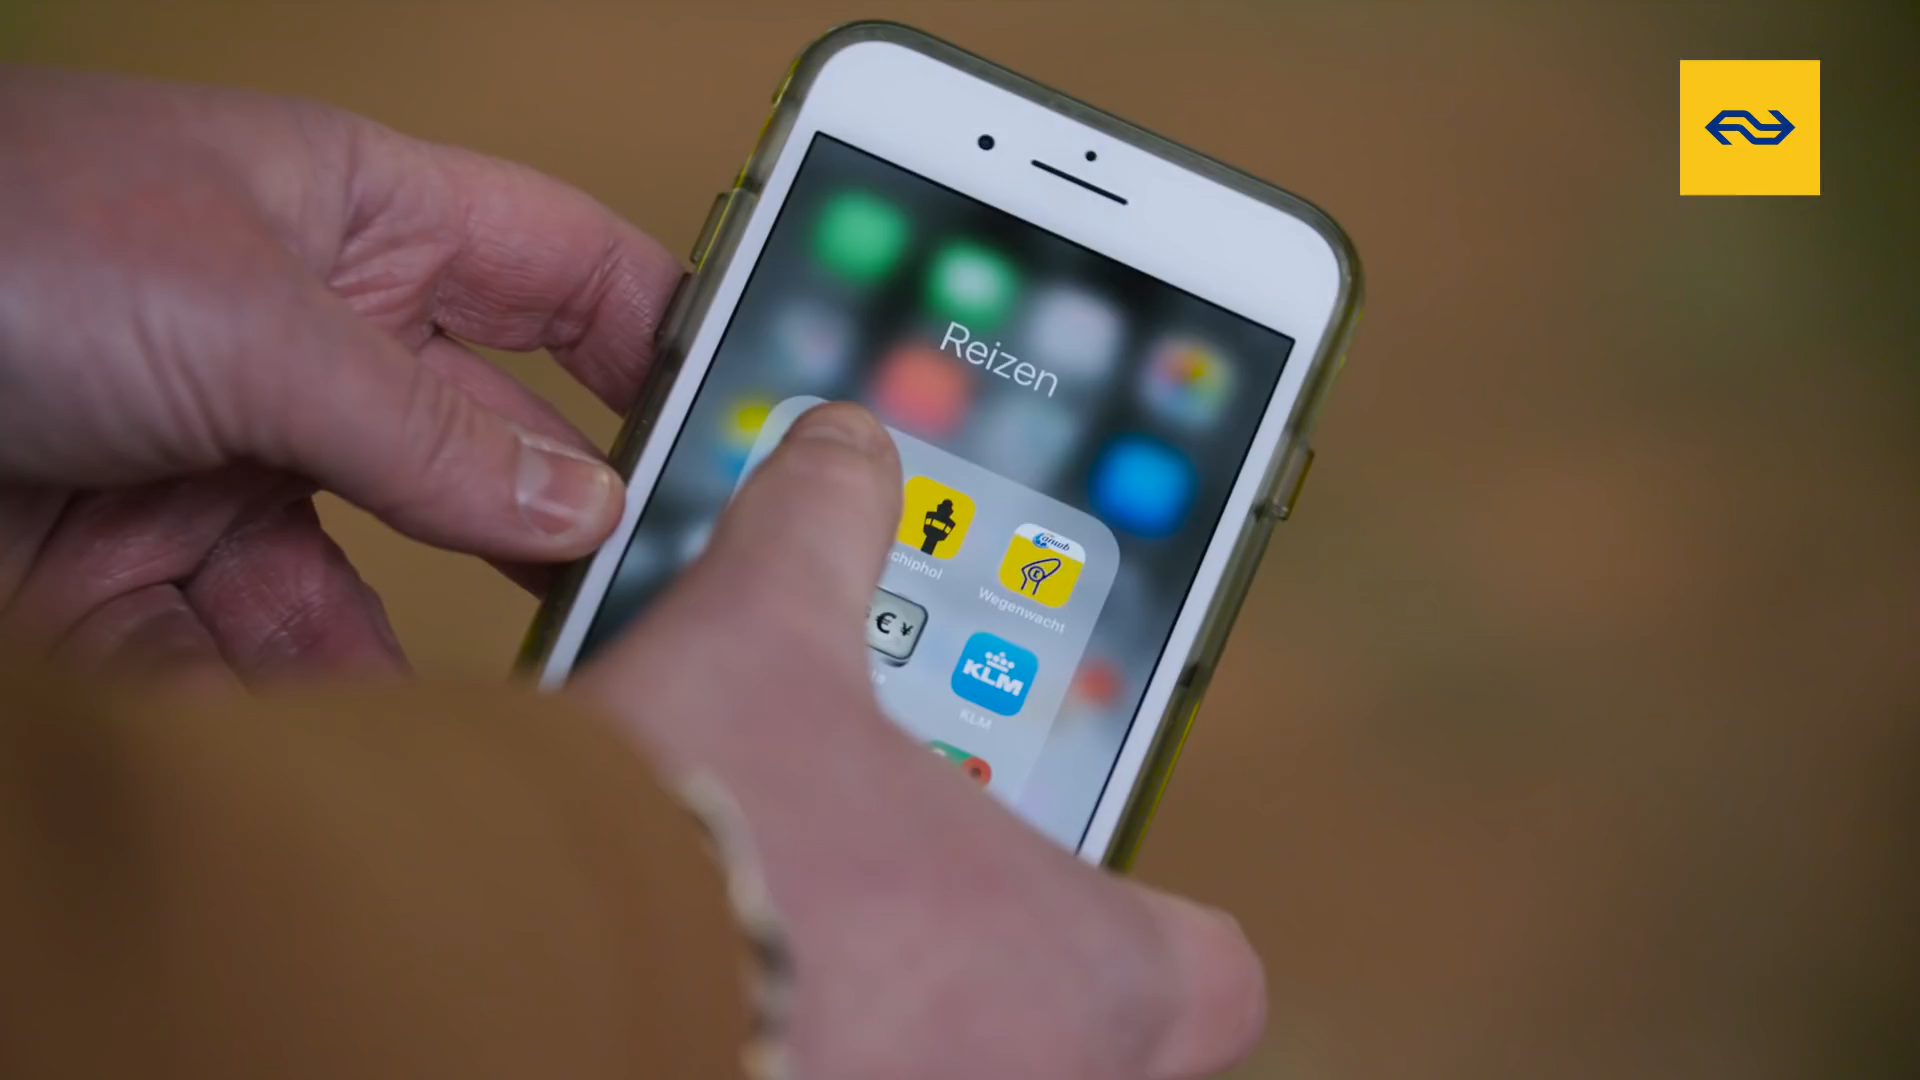 Reizen
chiphol
anwb
Wegenwacht
€ ¥
KLM
KLM